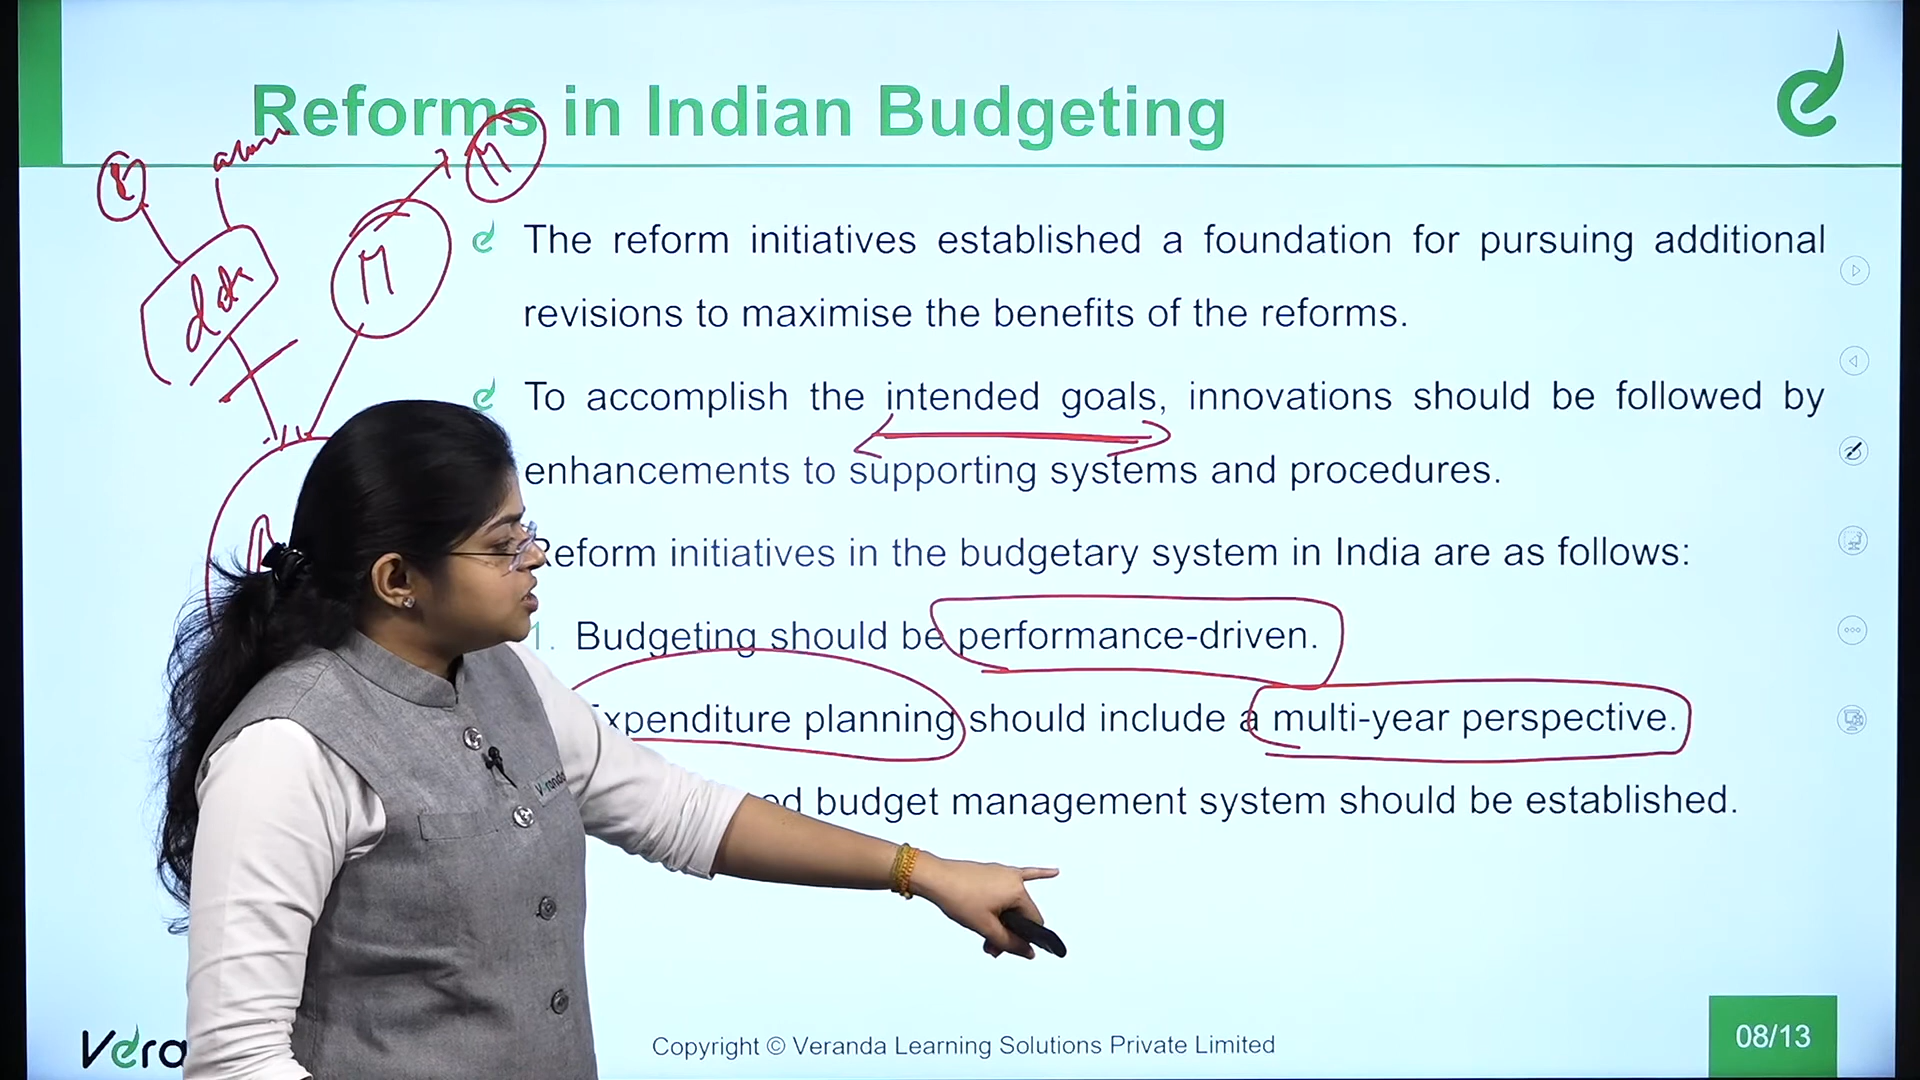 Reforms in Indian Budgeting
The reform initiatives established a foundation for pursuing additional
revisions to maximise the benefits of the reforms.
To accomplish the intended goals, innovations should be followed by
enhancements to supporting systems and procedures.
Reform initiatives in the budgetary system in India are as follows:
1. Budgeting should be performance-driven.
Expenditure planning should include a multi-year perspective.
budget management system should be established.
M
M
Veranda
Copyright © Veranda Learning Solutions Private Limited
08/13